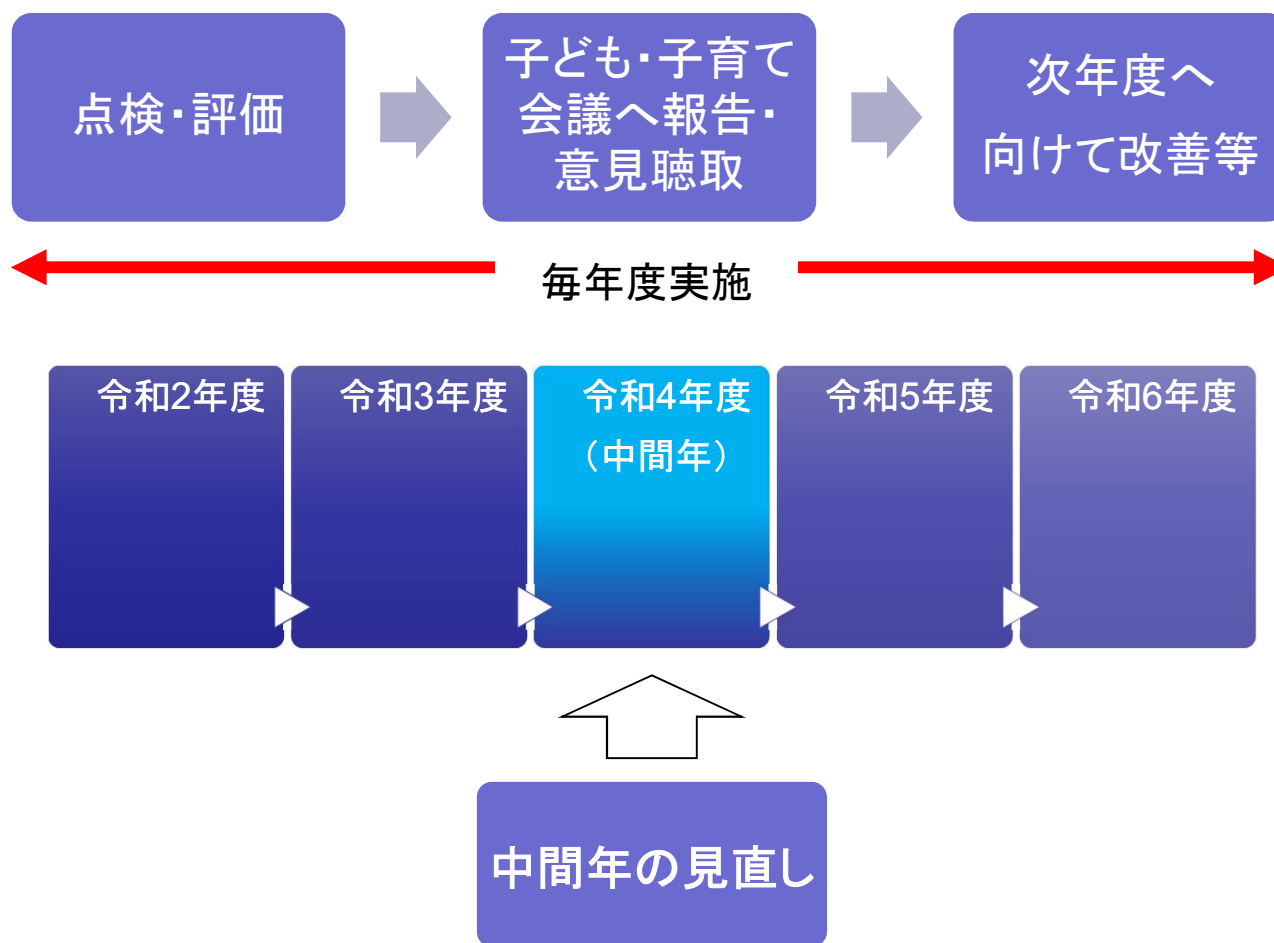 点検・評価
子ども・子育て
会議へ報告・
意見聴取
次年度へ
向けて改善等
毎年度実施
令和2年度
令和3年度
令和4年度
（中間年）
令和5年度
令和6年度
中間年の見直し